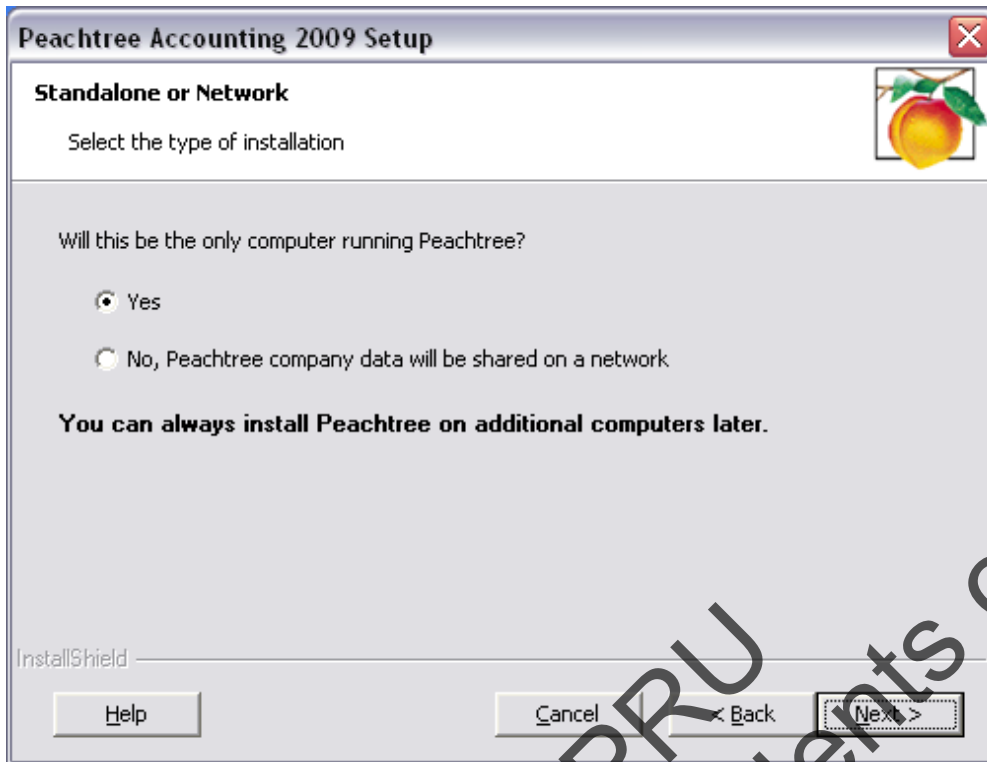 Peachtree Accounting 2009 Setup
Standalone or Network
Select the type of installation
Will this be the only computer running Peachtree?
Yes
No, Peachtree company data will be shared on a network
You can always install Peachtree on additional computers later.
InstallShield
Help
Cancel
< Back
Next >